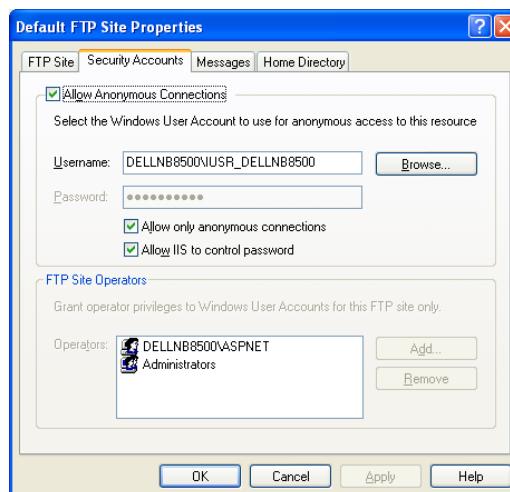 Default FTP Site Properties
FTP Site Security Accounts Messages Home Directory
Allow Anonymous Connections
Select the Windows User Account to use for anonymous access to this resource
Username: DELLNB8500\IUSR_DELLNB8500 Browse...
Password: ●●●●●●●●●●
Allow only anonymous connections
Allow IIS to control password
FTP Site Operators
Grant operator privileges to Windows User Accounts for this FTP site only.
Operators: DELLNB8500\ASPNET Add...
Administrators Remove
OK Cancel Apply Help